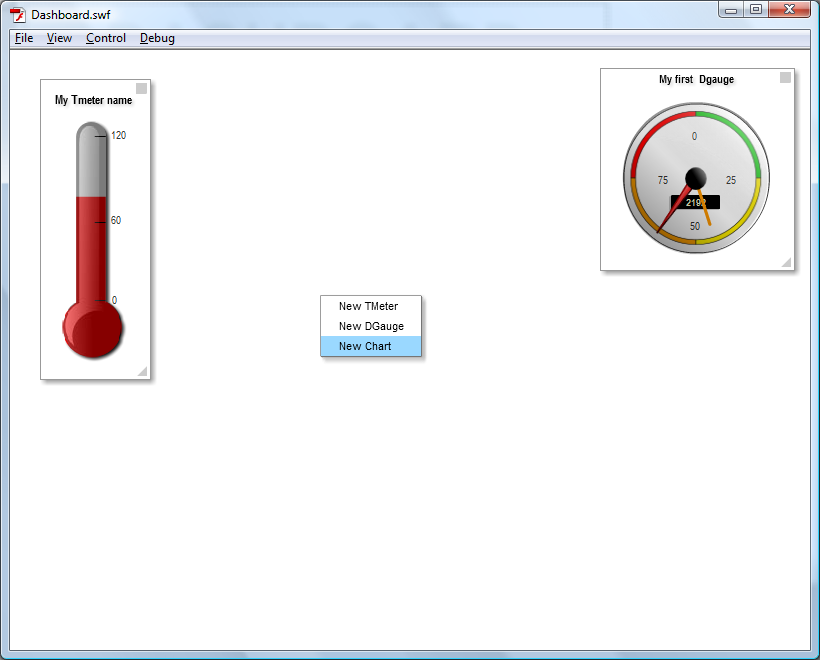 Dashboard.swf
File View Control Debug
My Tmeter name
120
60
0
My first Dgauge
0
75 25
2192
50
New TMeter
New DGauge
New Chart